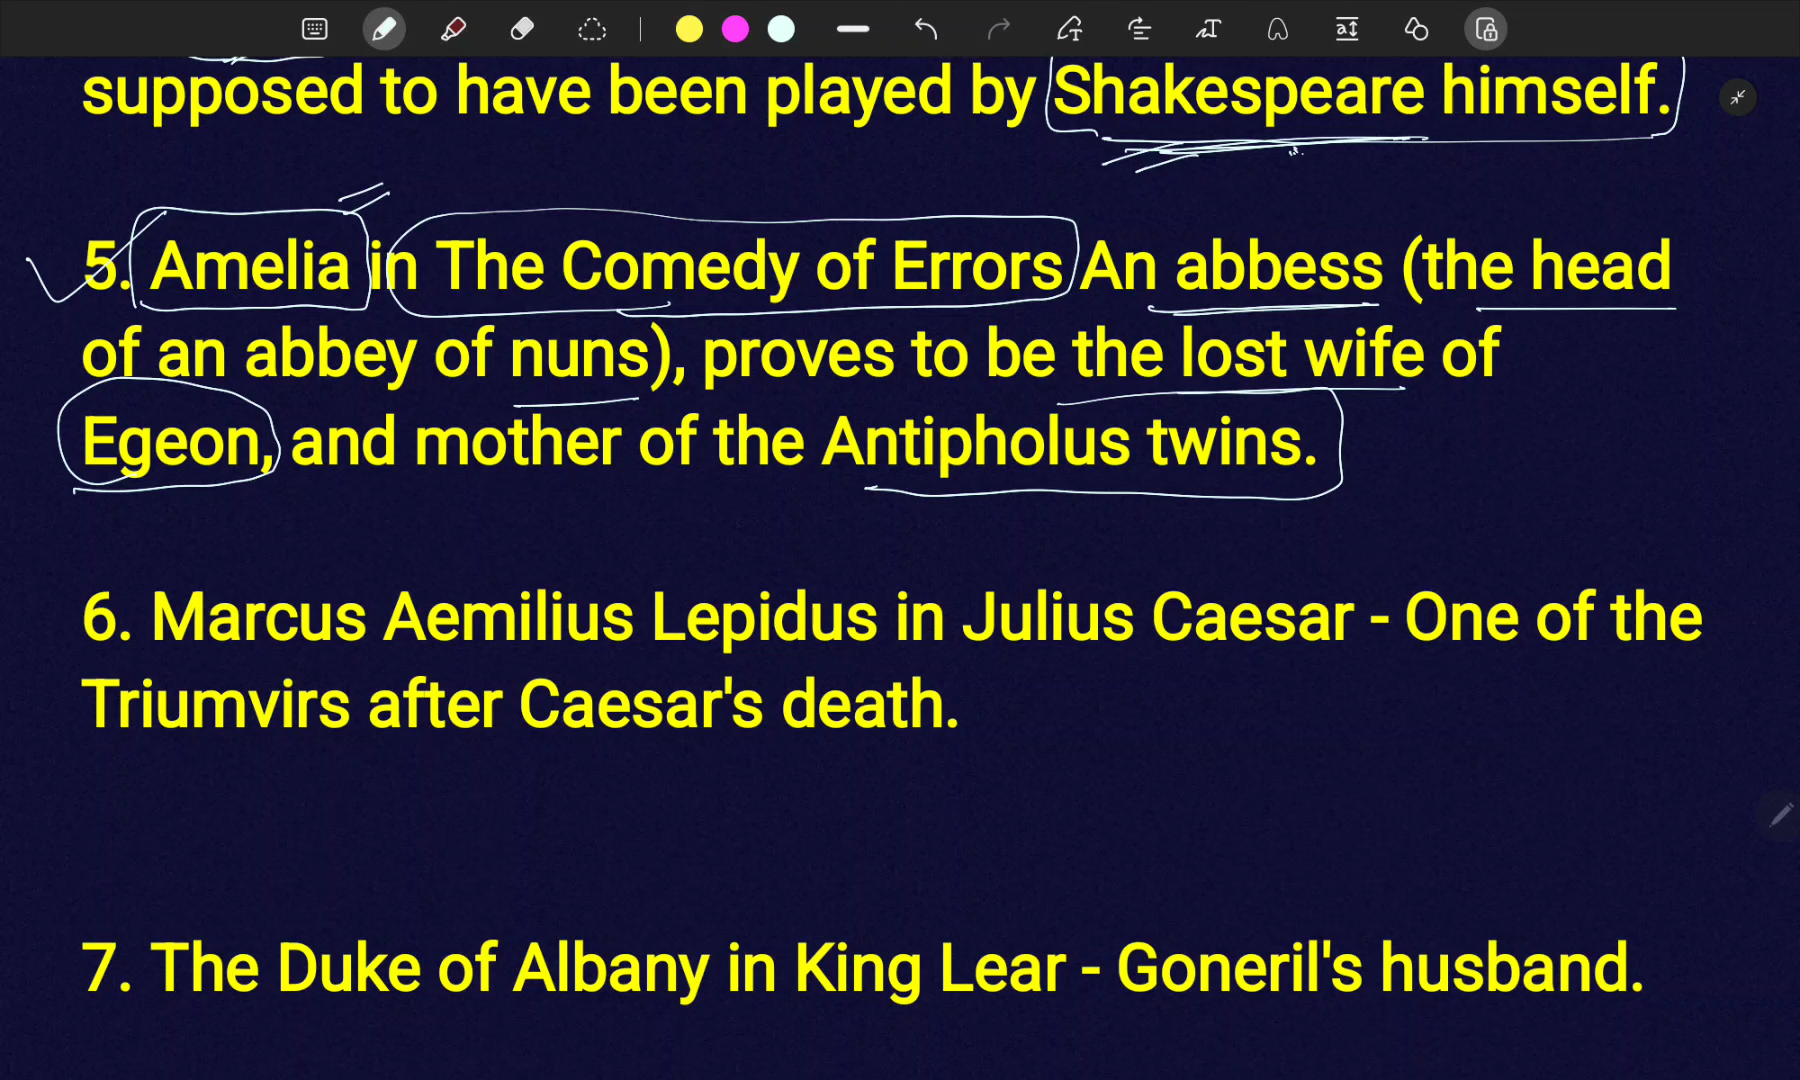 supposed to have been played by Shakespeare himself.
5. Amelia in The Comedy of Errors An abbess (the head
of an abbey of nuns), proves to be the lost wife of
Egeon, and mother of the Antipholus twins.
6. Marcus Aemilius Lepidus in Julius Caesar - One of the
Triumvirs after Caesar's death.
7. The Duke of Albany in King Lear - Goneril's husband.